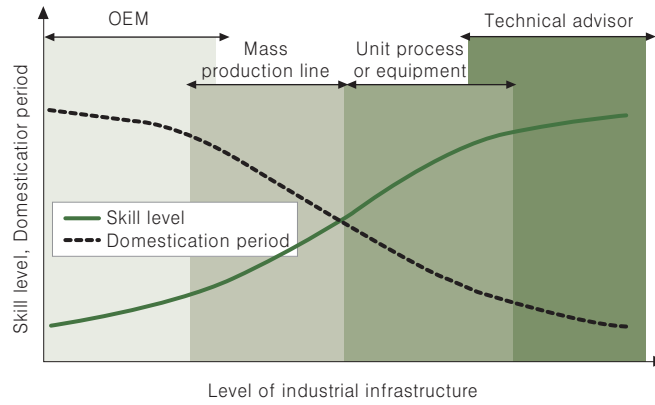 OEM
Technical advisor
Mass
production line
Unit process
or equipment
Skill level, Domesticatior period
Skill level
Domestication period
Level of industrial infrastructure